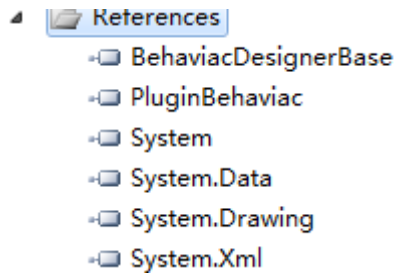 References
BehaviacDesignerBase
PluginBehaviac
System
System.Data
System.Drawing
System.Xml